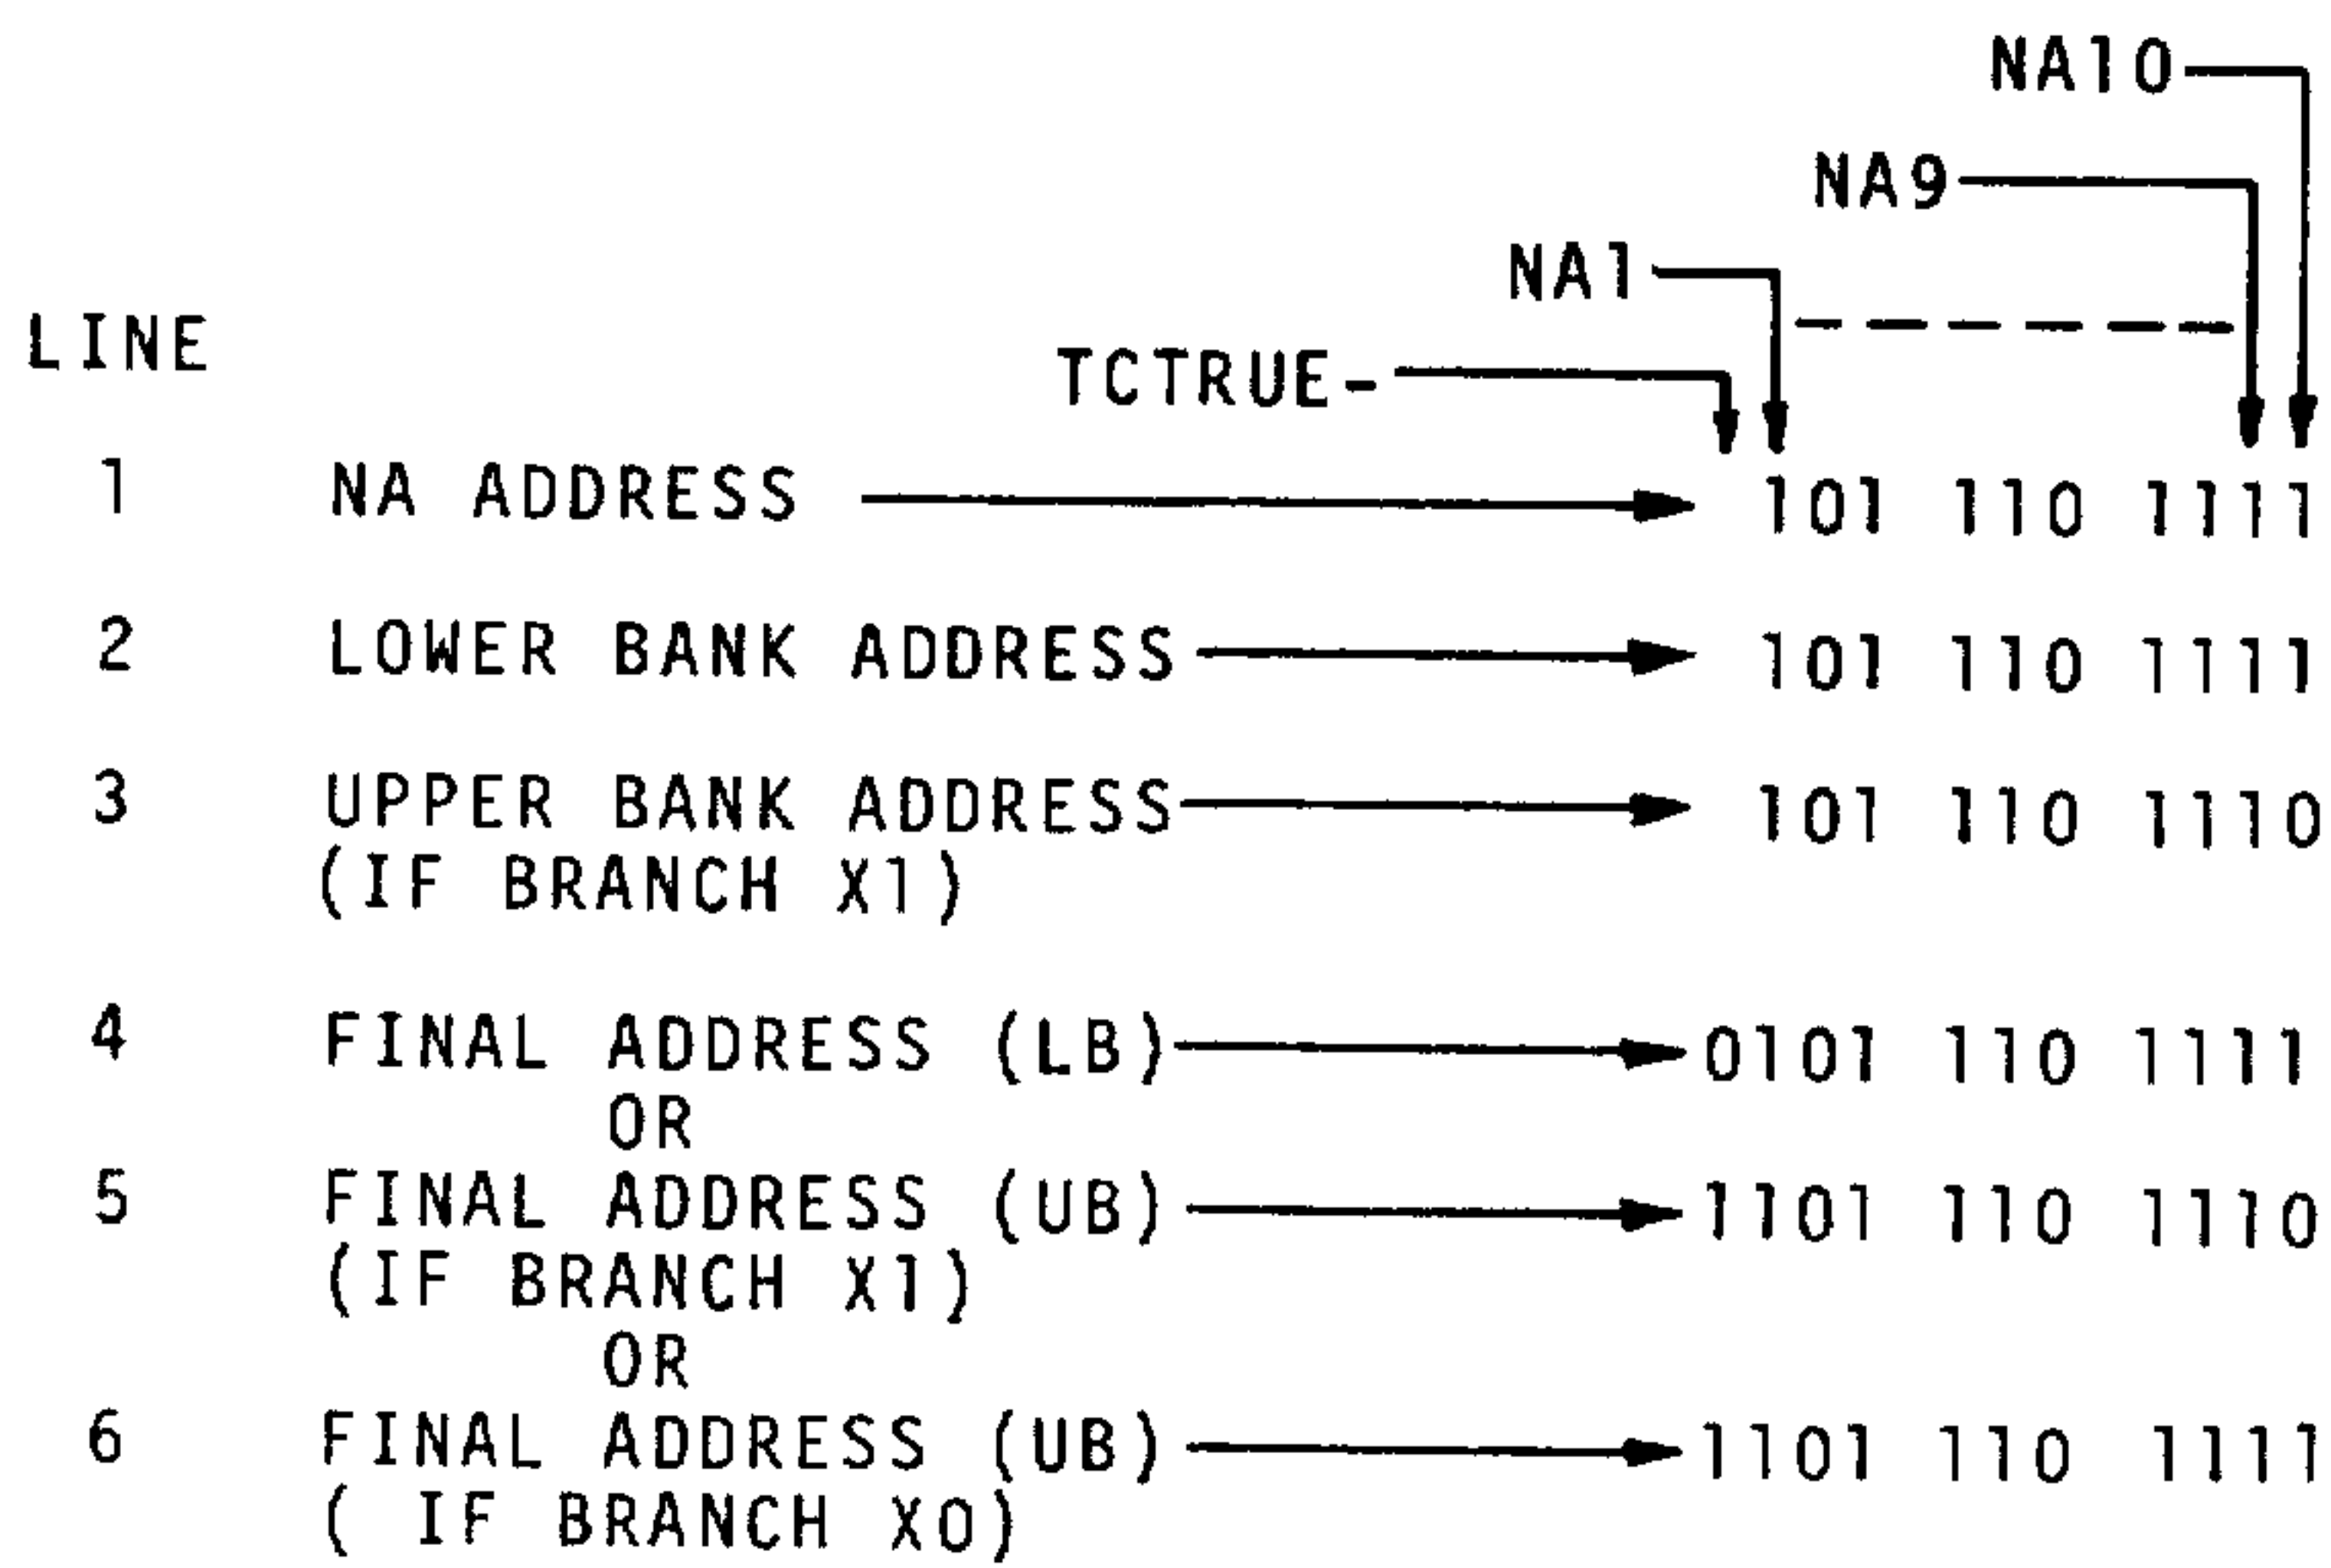 NA10
NA9
NA1
LINE
TCTRUE-
1 NA ADDRESS 101 110 1111
2 LOWER BANK ADDRESS 101 110 1111
3 UPPER BANK ADDRESS 101 110 1110
(IF BRANCH X1)
4 FINAL ADDRESS (LB) 0101 110 1111
OR
5 FINAL ADDRESS (UB) 1101 110 1110
(IF BRANCH X1)
OR
6 FINAL ADDRESS (UB) 1101 110 1111
( IF BRANCH X0)